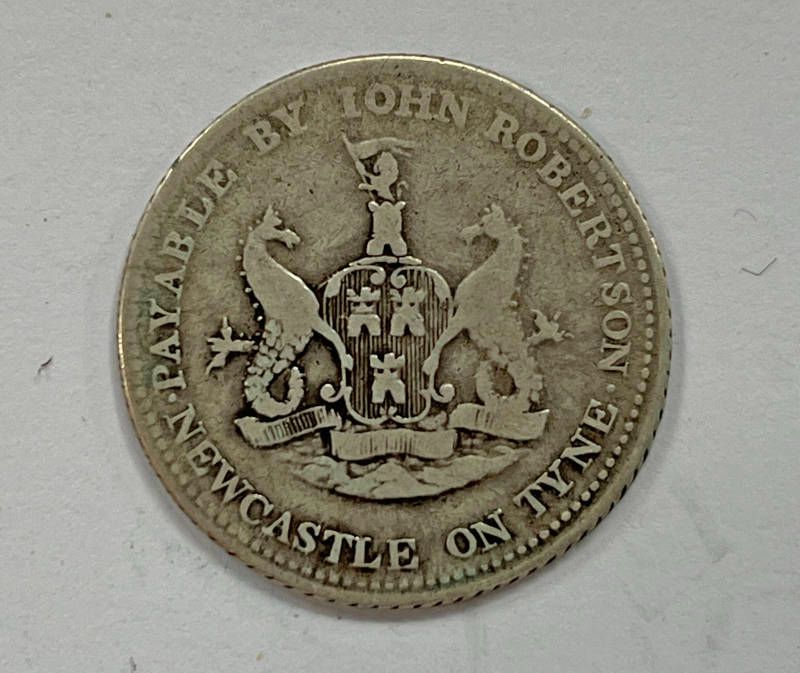 ·PAYABLE BY IOHN ROBERTSON·
NEWCASTLE ON TYNE